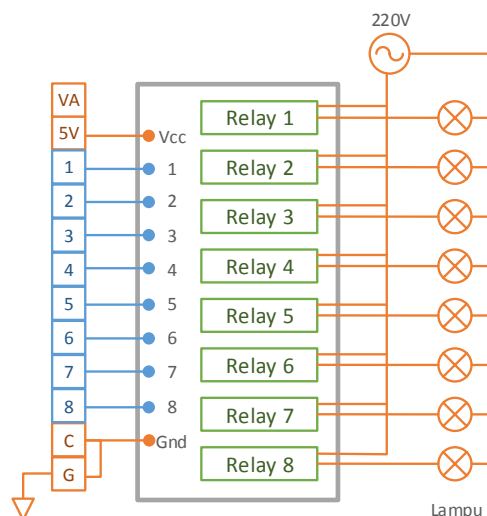 220V
VA
5V
1
2
3
4
5
6
7
8
C
G
Vcc
1
2
3
4
5
6
7
8
Gnd
Relay 1
Relay 2
Relay 3
Relay 4
Relay 5
Relay 6
Relay 7
Relay 8
Lampu